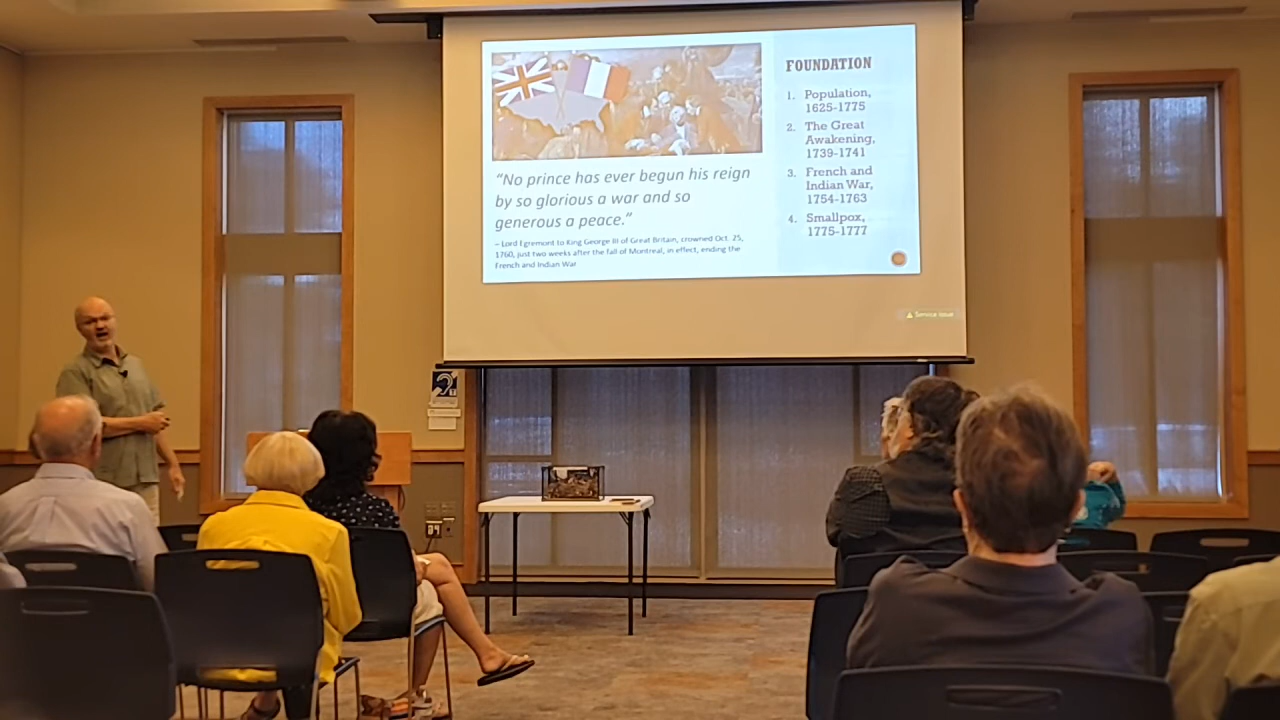 “No prince has ever begun his reign
by so glorious a war and so
generous a peace.”
– Lord Egremont to King George III of Great Britain, crowned Oct. 25,
1760, just two weeks after the fall of Montreal, in effect, ending the
French and Indian War
FOUNDATION
1. Population,
1625-1775
2. The Great
Awakening,
1739-1741
3. French and
Indian War,
1754-1763
4. Smallpox,
1775-1777
Service issue